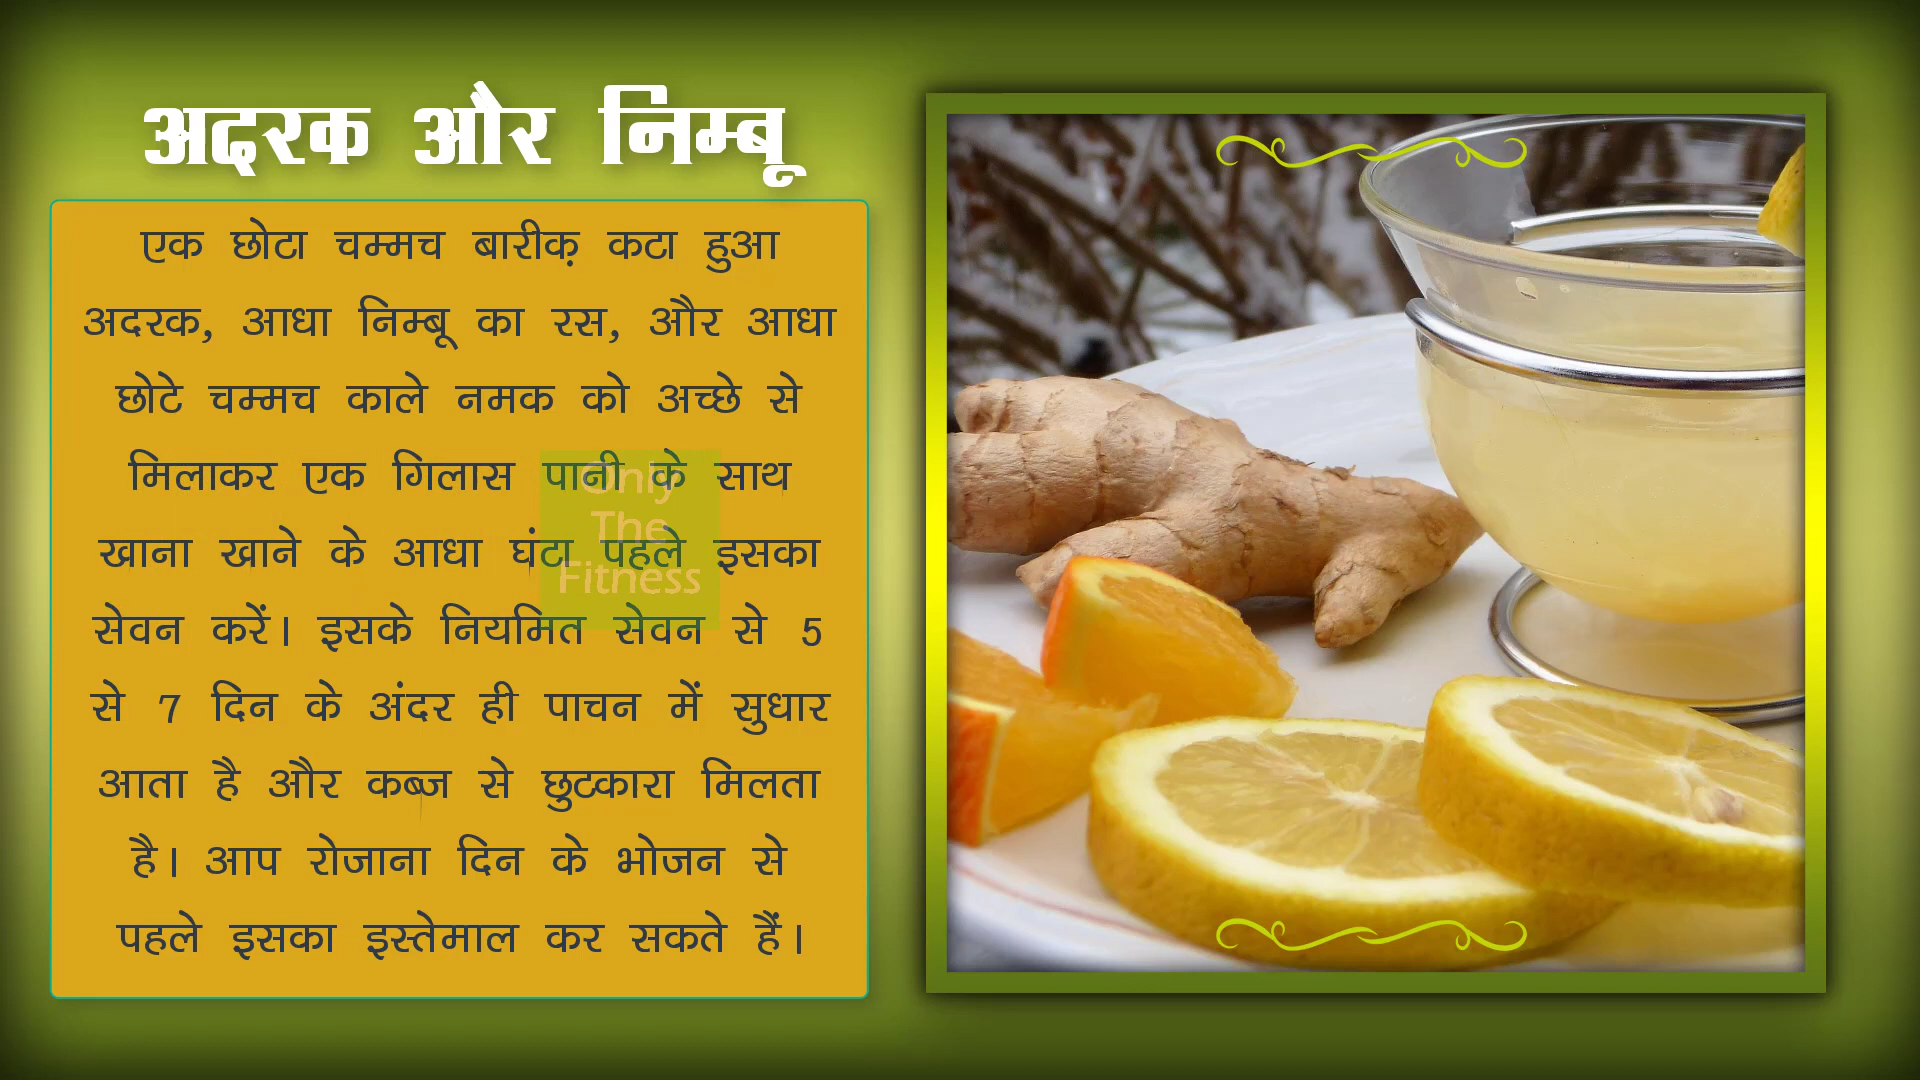 अदरक और निम्बू
एक छोटा चम्मच बारीक़ कटा हुआ
अदरक, आधा निम्बू का रस, और आधा
छोटे चम्मच काले नमक को अच्छे से
मिलाकर एक गिलास पानी के साथ
खाना खाने के आधा घंटा पहले इसका
सेवन करें। इसके नियमित सेवन से 5
से 7 दिन के अंदर ही पाचन में सुधार
आता है और कब्ज से छुटकारा मिलता
है। आप रोजाना दिन के भोजन से
पहले इसका इस्तेमाल कर सकते हैं।
Only
The
Fitness